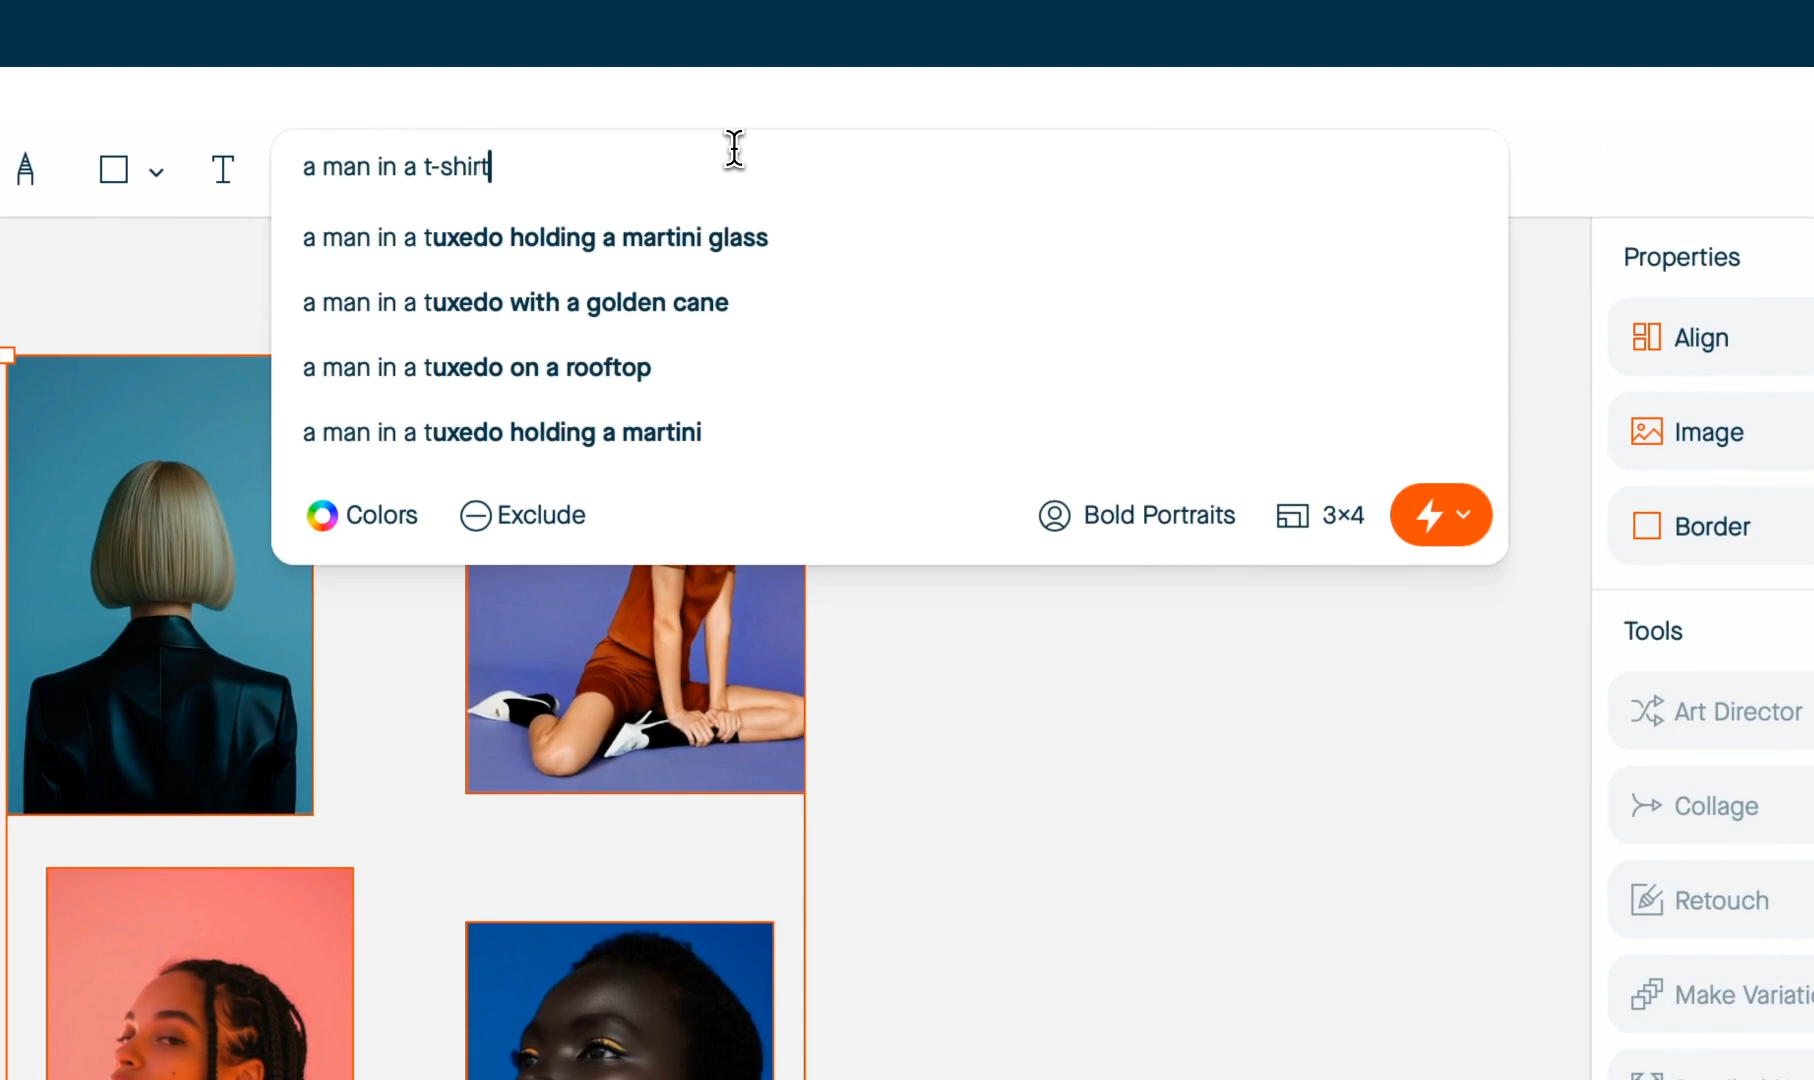 T
a man in a t-shirt
a man in a tuxedo holding a martini glass
a man in a tuxedo with a golden cane
a man in a tuxedo on a rooftop
a man in a tuxedo holding a martini
Colors
Exclude
Bold Portraits
3×4
Properties
Align
Image
Border
Tools
Art Director
Collage
Retouch
Make Variati